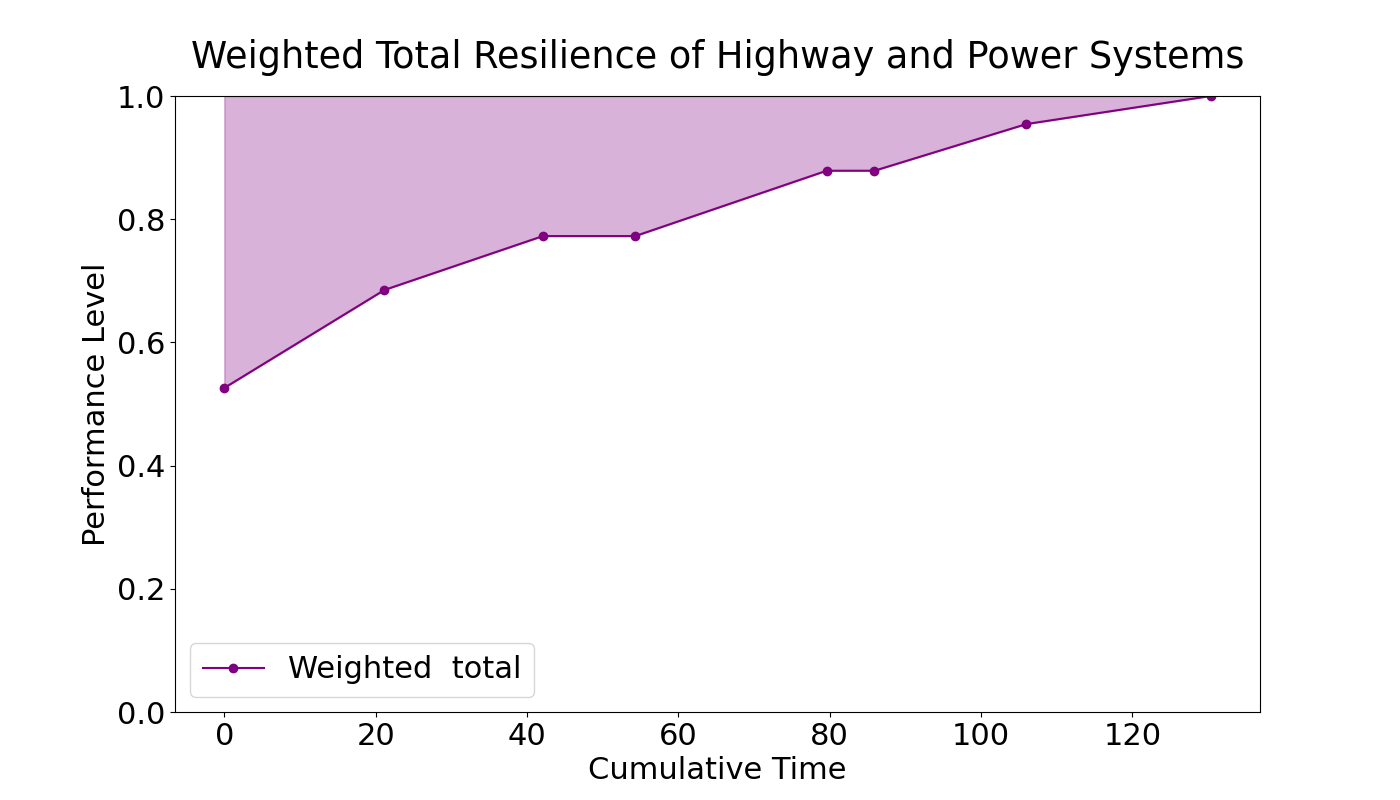 Weighted Total Resilience of Highway and Power Systems
1.0
0.8
0.6
0.4
0.2
0.0
Performance Level
Weighted  total
0 20 40 60 80 100 120
Cumulative Time